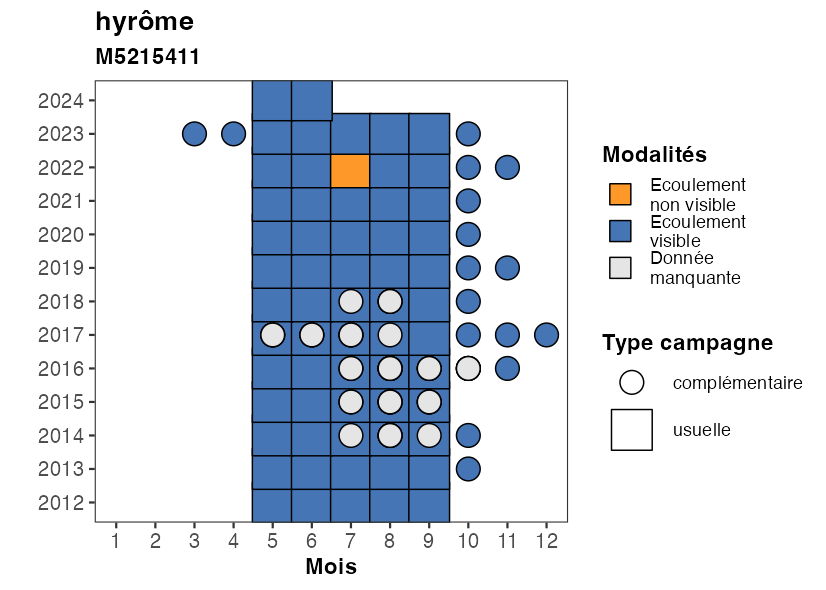 hyrôme
M5215411
2024
2023
2022
2021
2020
2019
2018
2017
2016
2015
2014
2013
2012
1 2 3 4 5 6 7 8 9 10 11 12
Mois
Modalités
Ecoulement
non visible
Ecoulement
visible
Donnée
manquante
Type campagne
complémentaire
usuelle